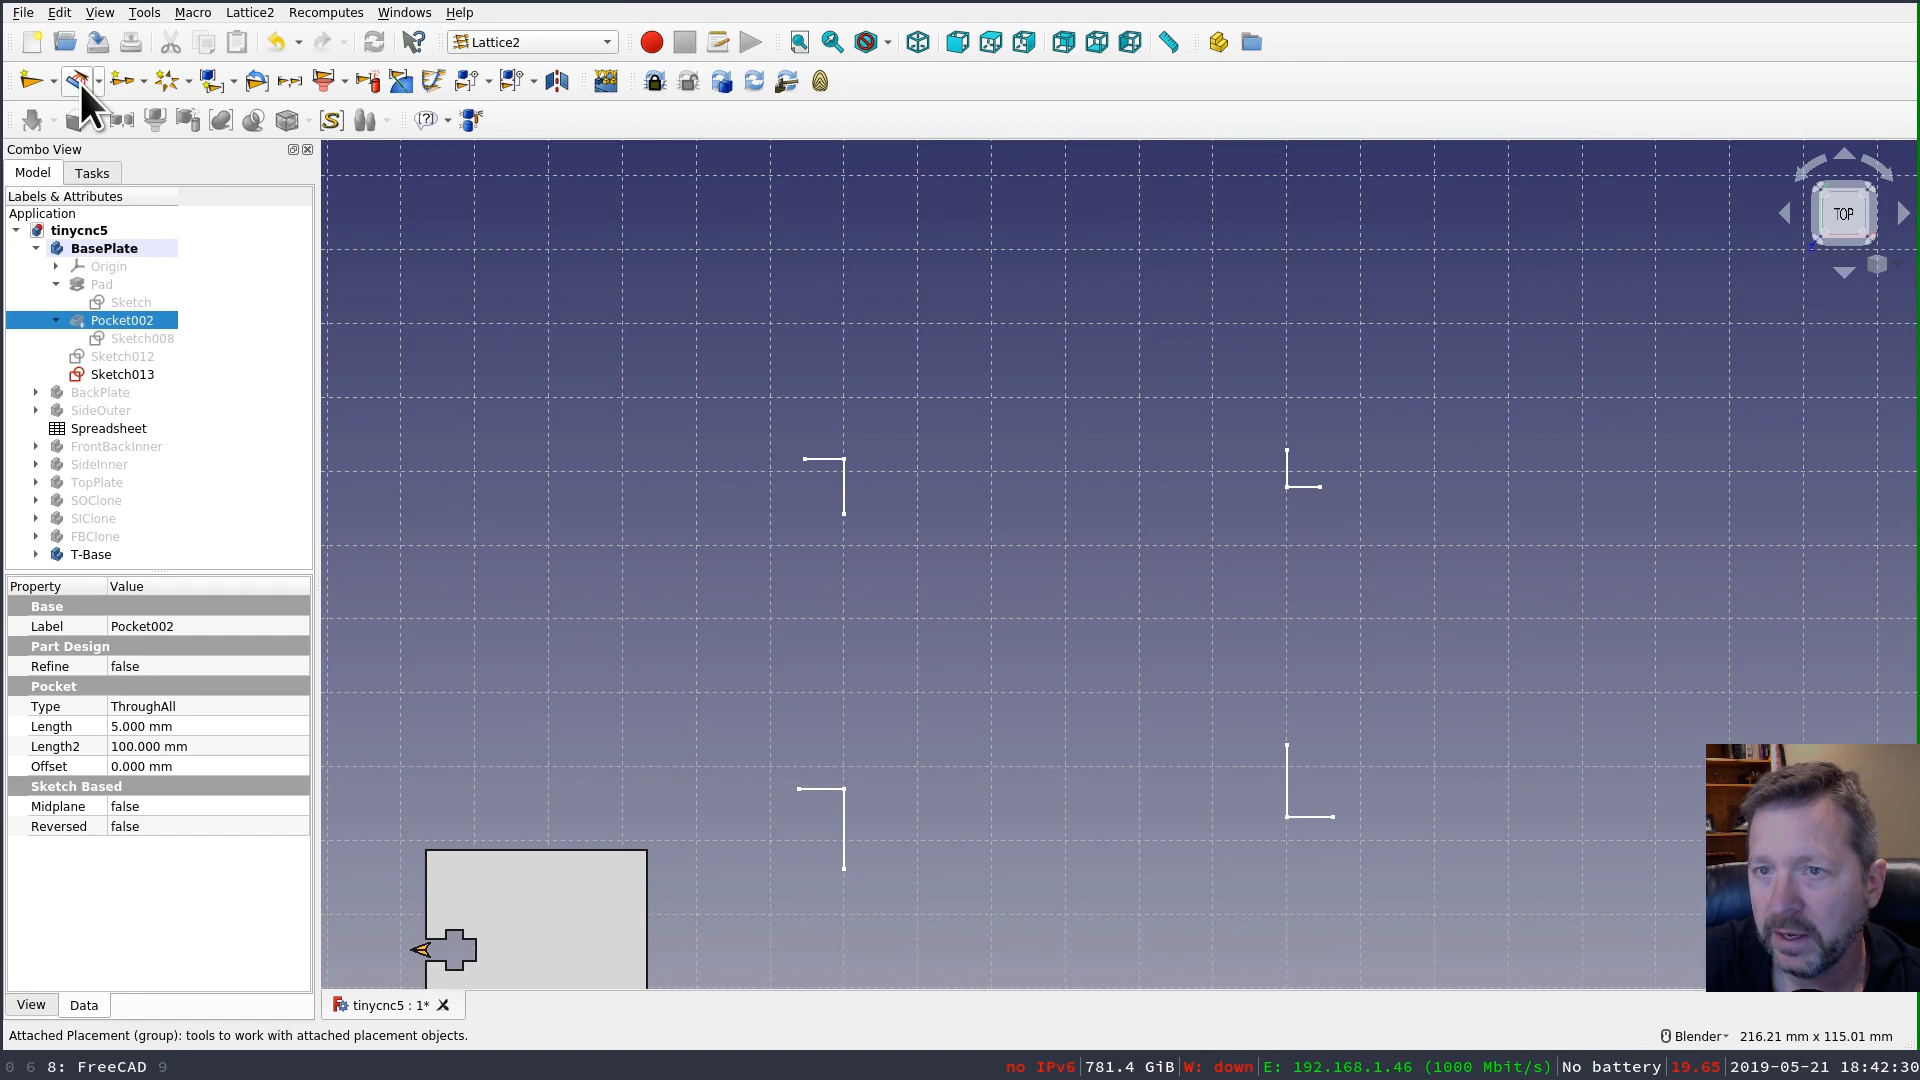 File Edit View Tools Macro Lattice2 Recomputes Windows Help
Lattice2
Combo View
Model Tasks
Labels & Attributes
Application
tinycnc5
BasePlate
Origin
Pad
Sketch
Pocket002
Sketch008
Sketch012
Sketch013
BackPlate
SideOuter
Spreadsheet
FrontBackInner
SideInner
TopPlate
SOClone
SIClone
FBClone
T-Base
TOP
Property Value
Base
Label Pocket002
Part Design
Refine false
Pocket
Type ThroughAll
Length 5.000 mm
Length2 100.000 mm
Offset 0.000 mm
Sketch Based
Midplane false
Reversed false
View Data
tinycnc5 : 1*
Attached Placement (group): tools to work with attached placement objects.
Blender 216.21 mm x 115.01 mm
0 6 8: FreeCAD 9
no IPv6|781.4 GiB|W: down|E: 192.168.1.46 (1000 Mbit/s)|No battery|19.65|2019-05-21 18:42:30